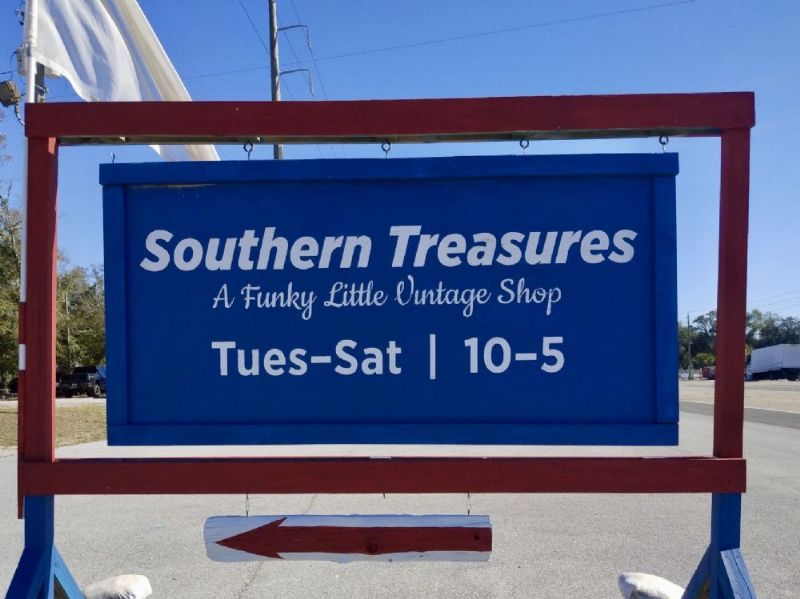 Southern Treasures
A Funky Little Vintage Shop
Tues–Sat | 10–5